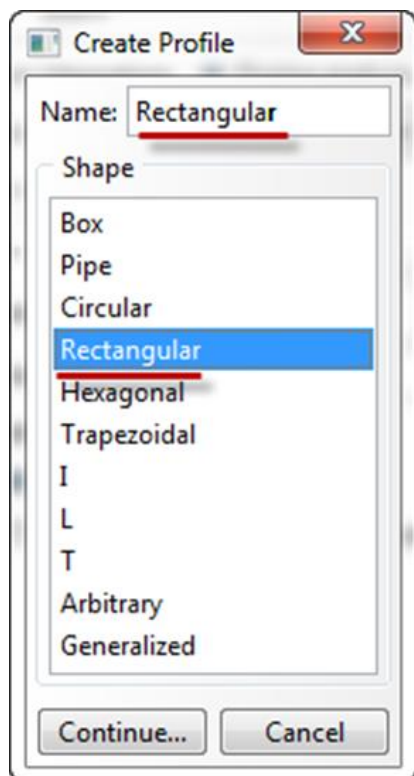 Create Profile
Name: Rectangular
Shape
Box
Pipe
Circular
Rectangular
Hexagonal
Trapezoidal
I
L
T
Arbitrary
Generalized
Continue... Cancel